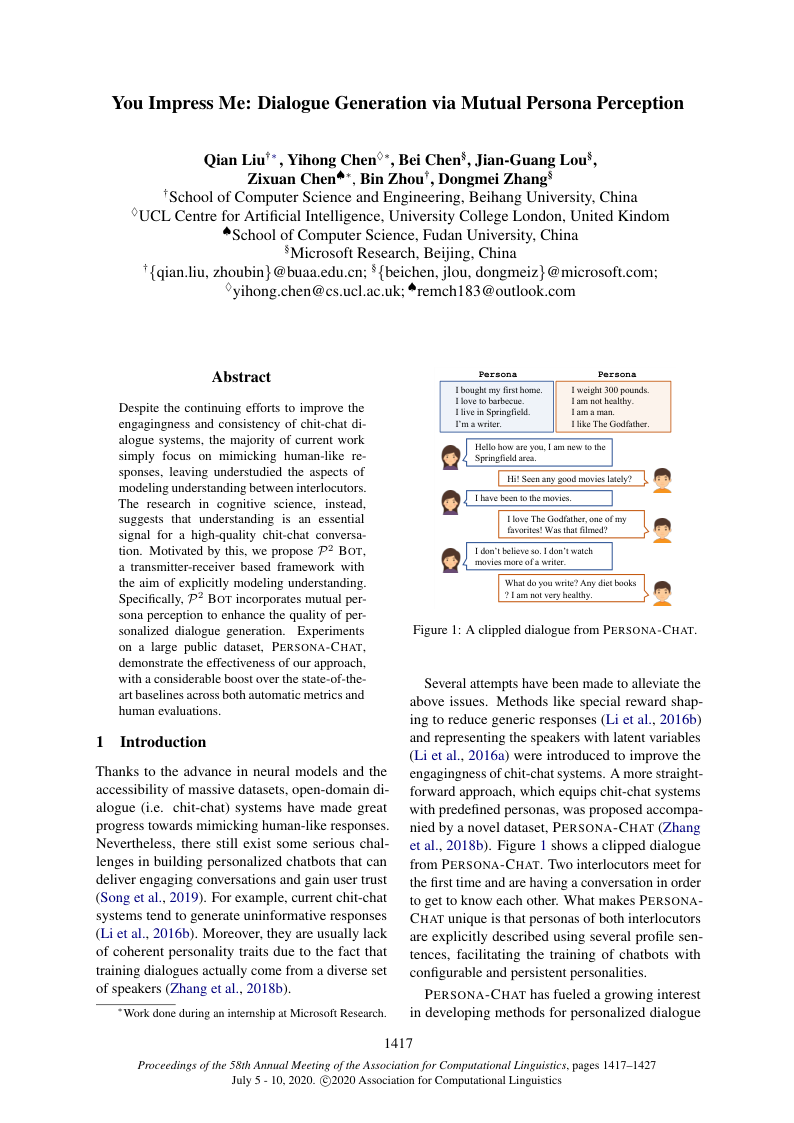 You Impress Me: Dialogue Generation via Mutual Persona Perception
Qian Liu†∗, Yihong Chen♢∗, Bei Chen§, Jian-Guang Lou§,
Zixuan Chen♠∗, Bin Zhou†, Dongmei Zhang§
†School of Computer Science and Engineering, Beihang University, China
♢UCL Centre for Artificial Intelligence, University College London, United Kindom
♠School of Computer Science, Fudan University, China
§Microsoft Research, Beijing, China
†{qian.liu, zhoubin}@buaa.edu.cn; §{beichen, jlou, dongmeiz}@microsoft.com;
♢yihong.chen@cs.ucl.ac.uk; ♠remch183@outlook.com
Abstract
Despite the continuing efforts to improve the
engagingness and consistency of chit-chat di-
alogue systems, the majority of current work
simply focus on mimicking human-like re-
sponses, leaving understudied the aspects of
modeling understanding between interlocutors.
The research in cognitive science, instead,
suggests that understanding is an essential
signal for a high-quality chit-chat conversa-
tion. Motivated by this, we propose P² BOT,
a transmitter-receiver based framework with
the aim of explicitly modeling understanding.
Specifically, P² BOT incorporates mutual per-
sona perception to enhance the quality of per-
sonalized dialogue generation. Experiments
on a large public dataset, PERSONA-CHAT,
demonstrate the effectiveness of our approach,
with a considerable boost over the state-of-the-
art baselines across both automatic metrics and
human evaluations.
1 Introduction
Thanks to the advance in neural models and the
accessibility of massive datasets, open-domain di-
alogue (i.e. chit-chat) systems have made great
progress towards mimicking human-like responses.
Nevertheless, there still exist some serious chal-
lenges in building personalized chatbots that can
deliver engaging conversations and gain user trust
(Song et al., 2019). For example, current chit-chat
systems tend to generate uninformative responses
(Li et al., 2016b). Moreover, they are usually lack
of coherent personality traits due to the fact that
training dialogues actually come from a diverse set
of speakers (Zhang et al., 2018b).
∗Work done during an internship at Microsoft Research.
Persona
I bought my first home.
I love to barbecue.
I live in Springfield.
I'm a writer.
Persona
I weight 300 pounds.
I am not healthy.
I am a man.
I like The Godfather.
Hello how are you, I am new to the
Springfield area.
Hi! Seen any good movies lately?
I have been to the movies.
I love The Godfather, one of my
favorites! Was that filmed?
I don't believe so. I don't watch
movies more of a writer.
What do you write? Any diet books
? I am not very healthy.
Figure 1: A clippled dialogue from PERSONA-CHAT.
Several attempts have been made to alleviate the
above issues. Methods like special reward shap-
ing to reduce generic responses (Li et al., 2016b)
and representing the speakers with latent variables
(Li et al., 2016a) were introduced to improve the
engagingness of chit-chat systems. A more straight-
forward approach, which equips chit-chat systems
with predefined personas, was proposed accompa-
nied by a novel dataset, PERSONA-CHAT (Zhang
et al., 2018b). Figure 1 shows a clipped dialogue
from PERSONA-CHAT. Two interlocutors meet for
the first time and are having a conversation in order
to get to know each other. What makes PERSONA-
CHAT unique is that personas of both interlocutors
are explicitly described using several profile sen-
tences, facilitating the training of chatbots with
configurable and persistent personalities.
PERSONA-CHAT has fueled a growing interest
in developing methods for personalized dialogue
1417
Proceedings of the 58th Annual Meeting of the Association for Computational Linguistics, pages 1417–1427
July 5 - 10, 2020. ©2020 Association for Computational Linguistics